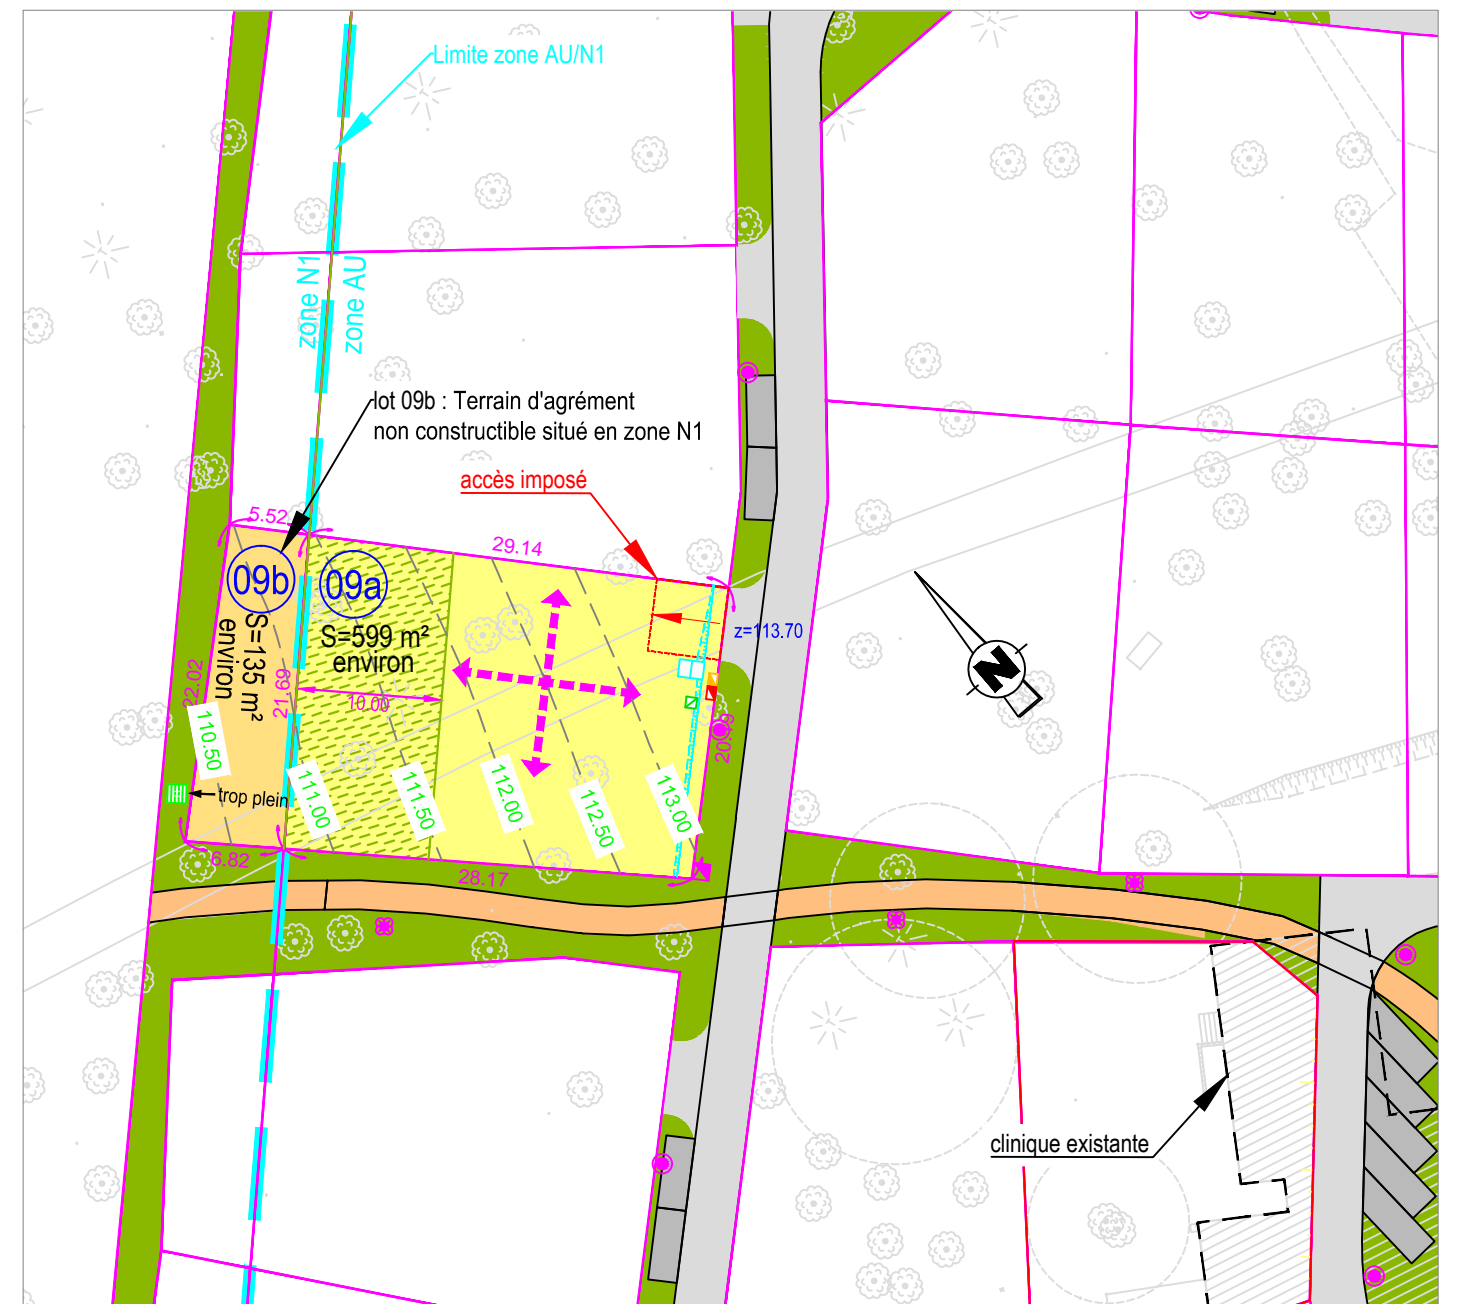 Limite zone AU/N1
zone N1
zone AU
lot 09b : Terrain d'agrément
non constructible situé en zone N1
accès imposé
5.52
29.14
09b
09a
S=599 m²
environ
S=135 m²
environ
z=113.70
22.02
21.69
10.00
110.50
111.00
111.50
112.00
112.50
113.00
trop plein
6.82
28.17
N
clinique existante